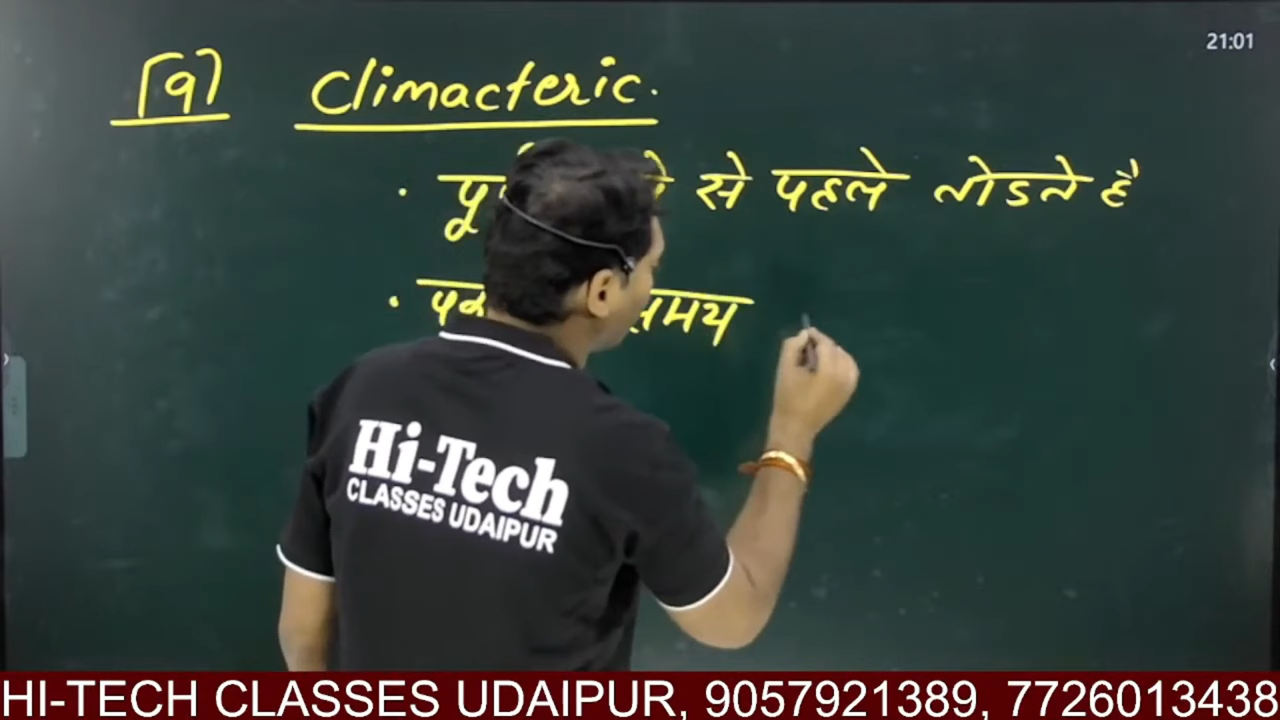 21:01
[9] Climacteric.
से पहले तोडते है
समय
Hi-Tech
CLASSES UDAIPUR
HI-TECH CLASSES UDAIPUR, 9057921389, 7726013438